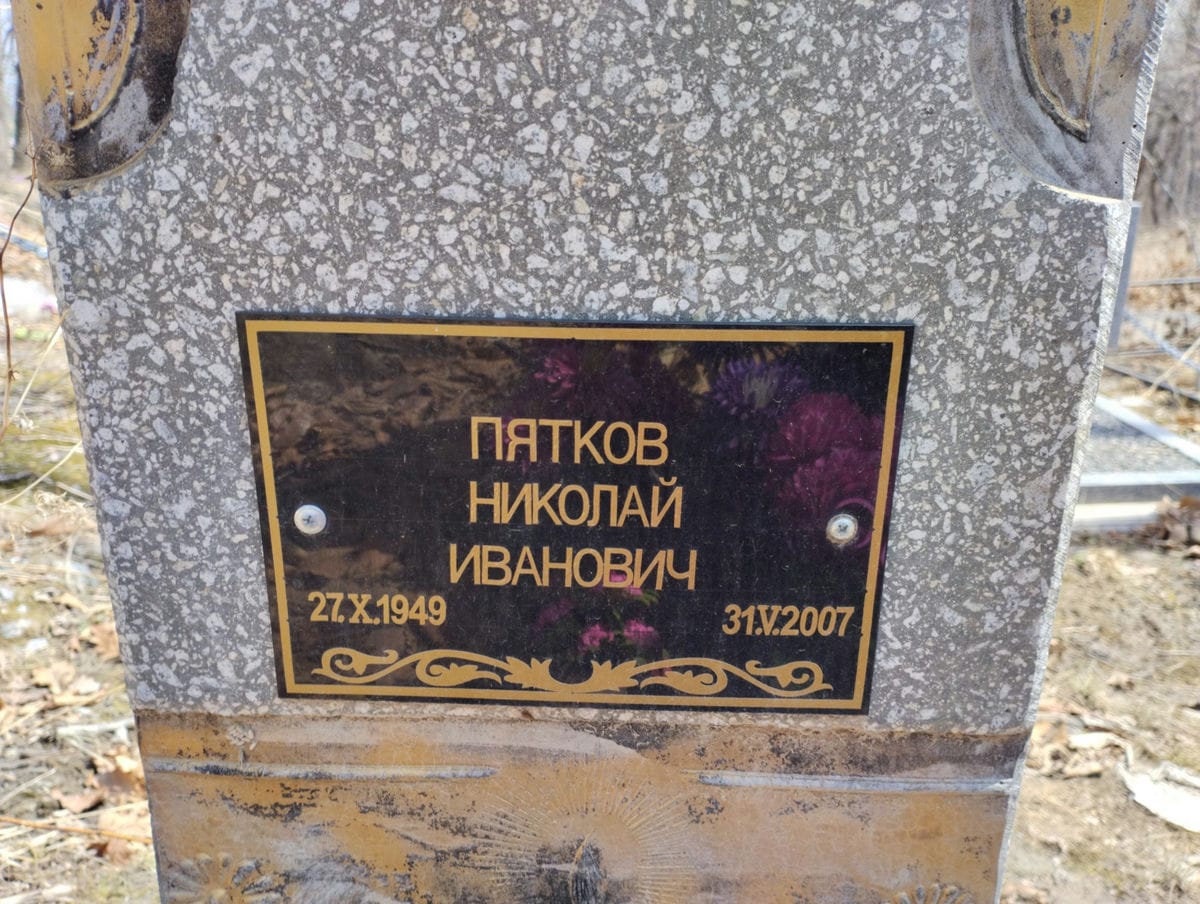 ПЯТКОВ
НИКОЛАЙ
ИВАНОВИЧ
27.X.1949 31.V.2007